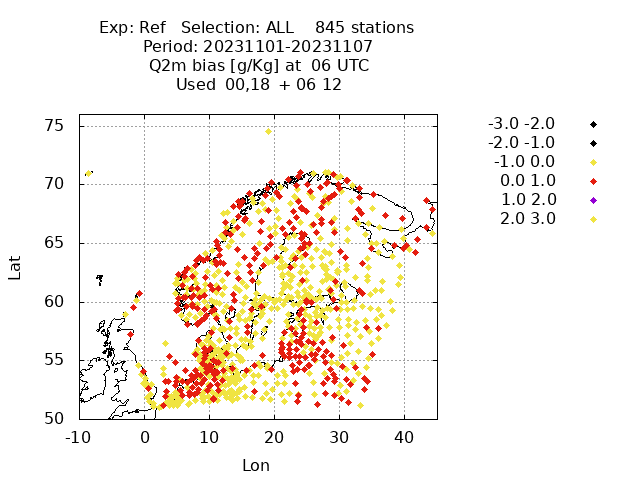 Exp: Ref   Selection: ALL    845 stations
Period: 20231101-20231107
Q2m bias [g/Kg] at  06 UTC
Used  00,18  + 06 12
-3.0 -2.0
-2.0 -1.0
-1.0 0.0
0.0 1.0
1.0 2.0
2.0 3.0
75
70
65
60
55
50
Lat
-10 0 10 20 30 40
Lon